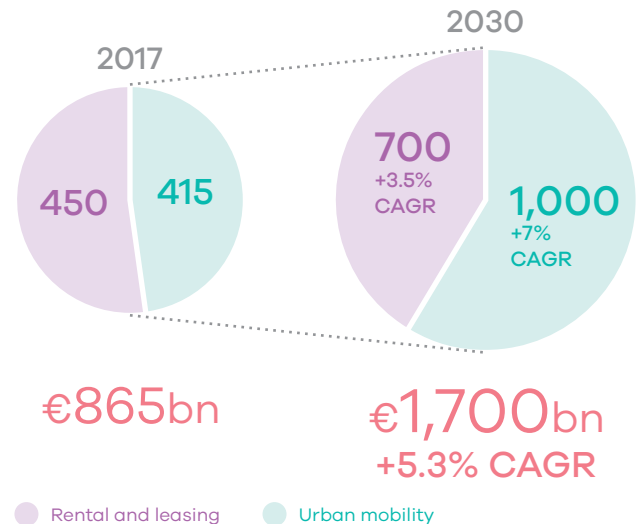 2017
2030
450
415
700
+3.5%
CAGR
1,000
+7%
CAGR
€865bn
€1,700bn
+5.3% CAGR
Rental and leasing
Urban mobility